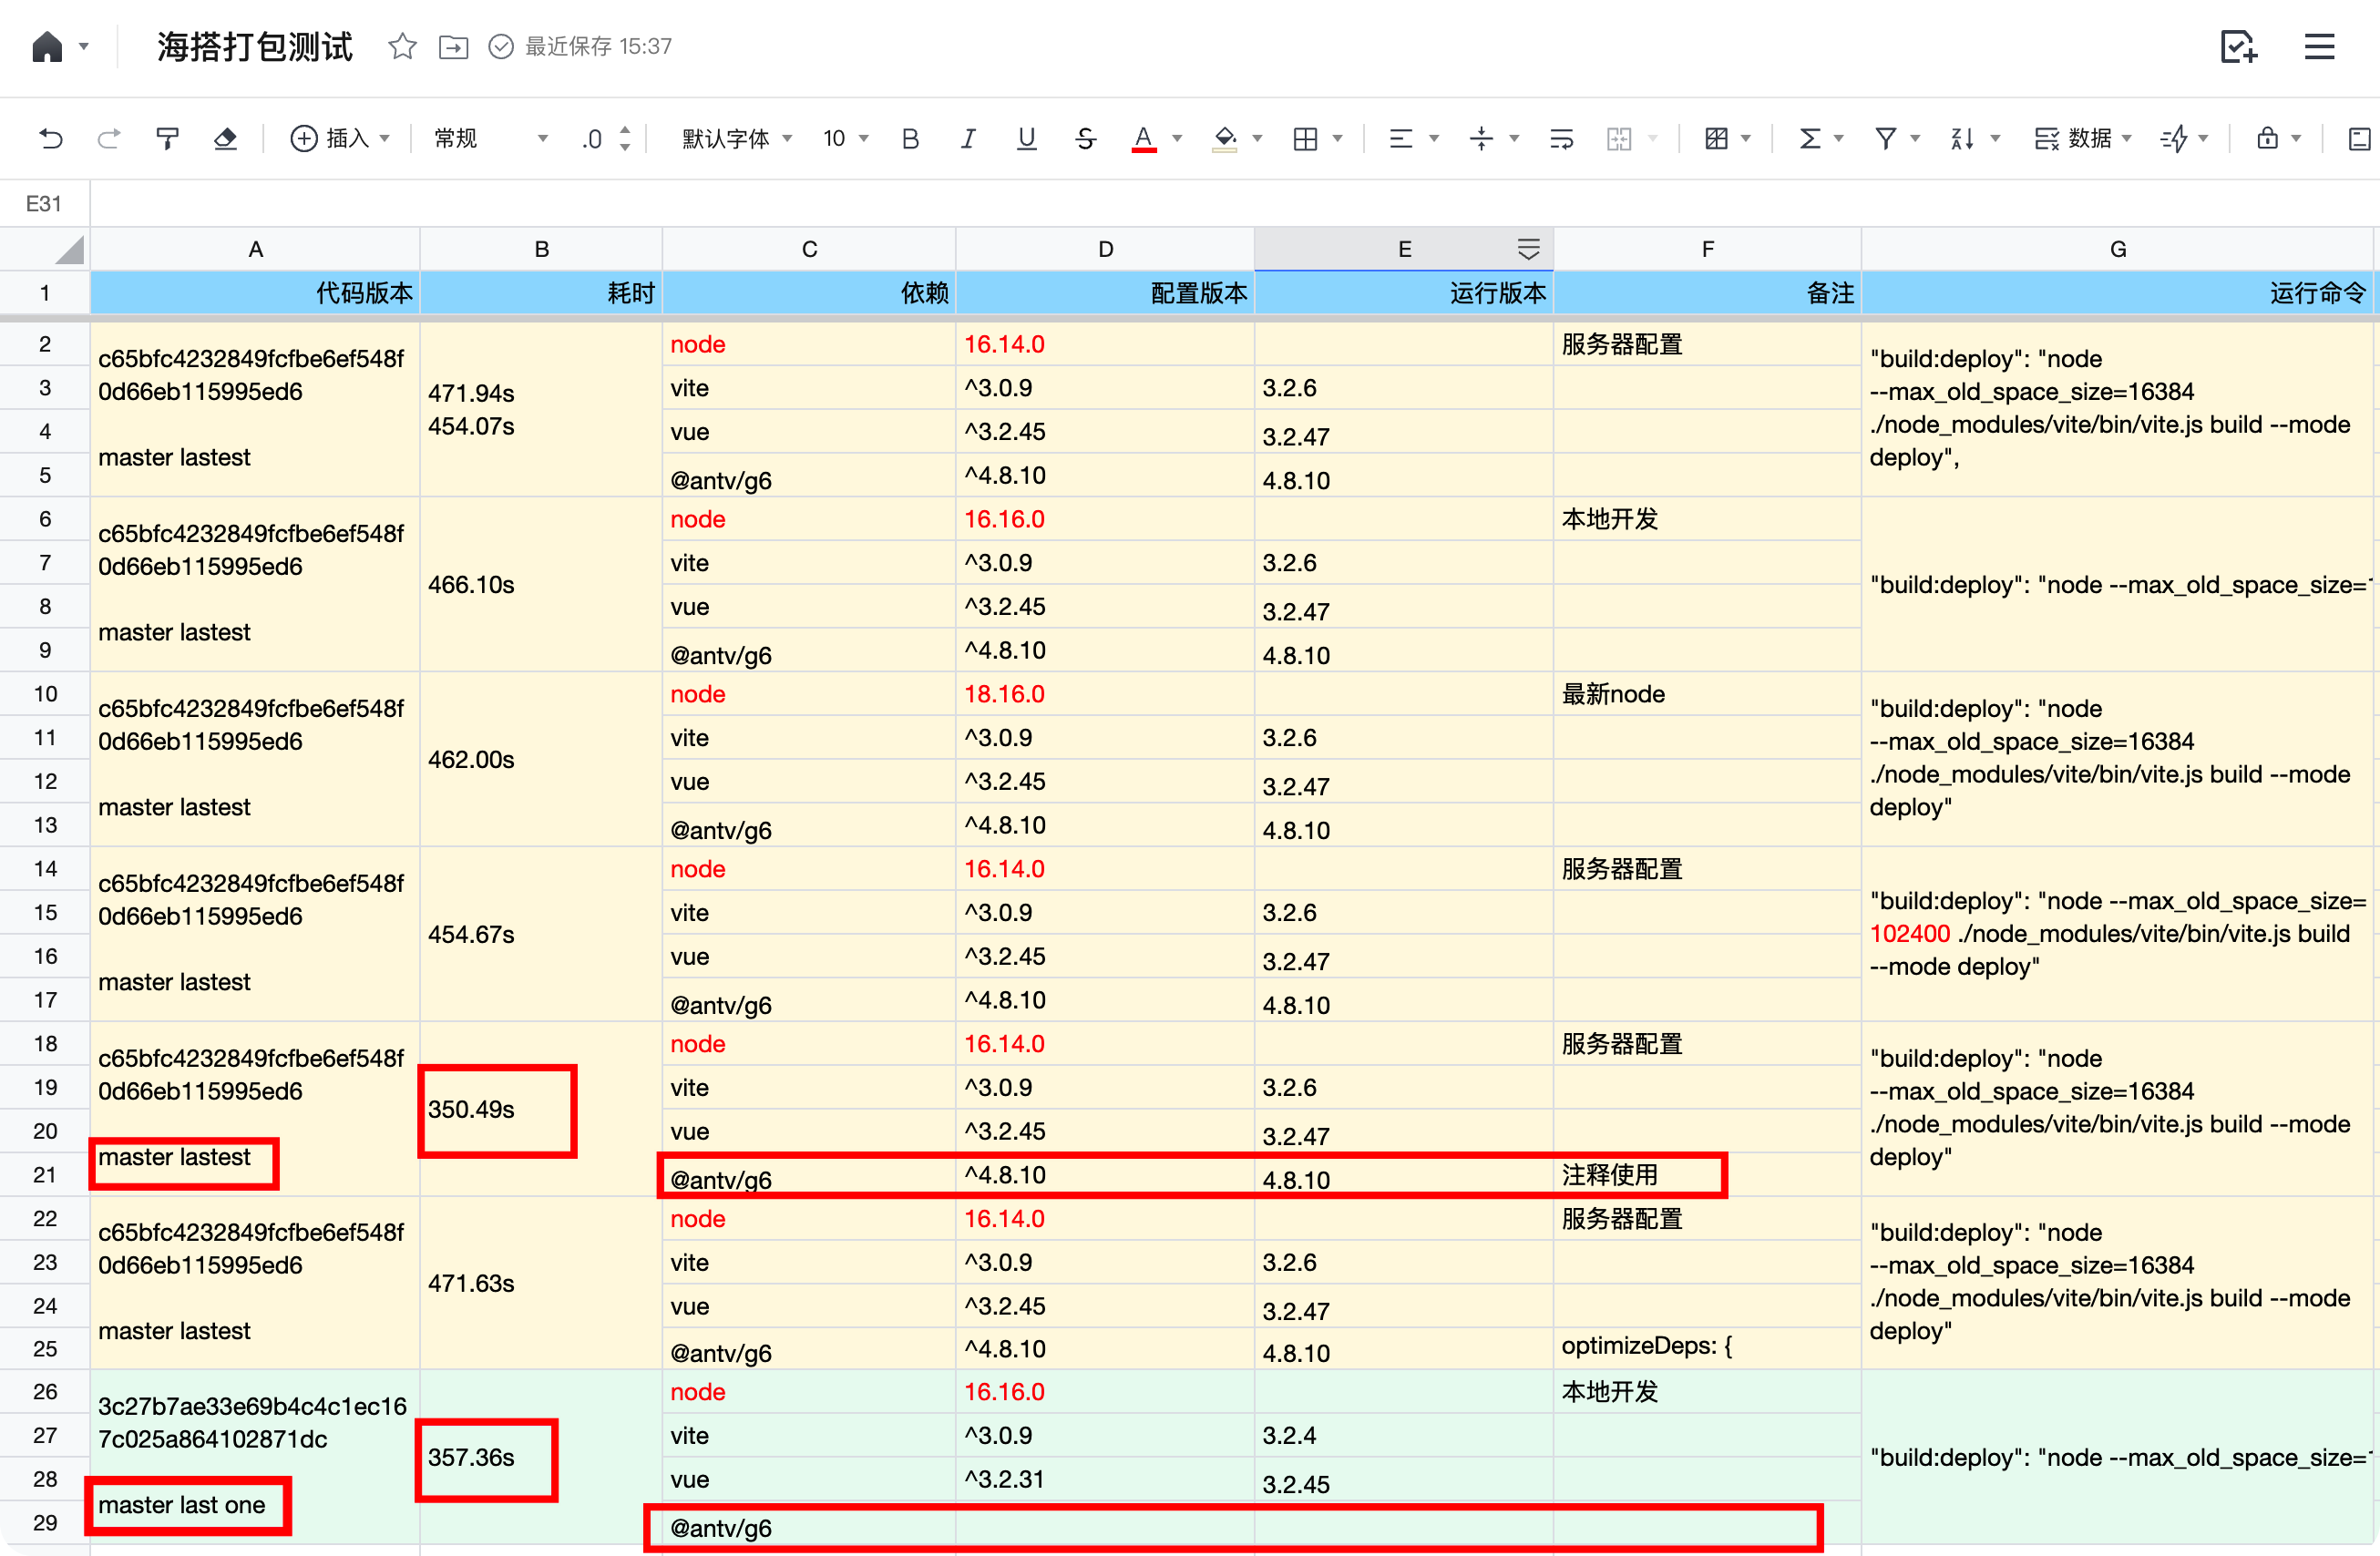 海搭打包测试 最近保存 15:37
插入 常规 .0 默认字体 10 B I U S A 数据
E31
A B C D E F G
1 代码版本 耗时 依赖 配置版本 运行版本 备注 运行命令
2 node 16.14.0 服务器配置
c65bfc4232849fcfbe6ef548f
0d66eb115995ed6
master lastest
471.94s
454.07s
"build:deploy": "node
--max_old_space_size=16384
./node_modules/vite/bin/vite.js build --mode
deploy",
3 vite ^3.0.9 3.2.6
4 vue ^3.2.45 3.2.47
5 @antv/g6 ^4.8.10 4.8.10
6 node 16.16.0 本地开发
c65bfc4232849fcfbe6ef548f
0d66eb115995ed6
master lastest
466.10s
"build:deploy": "node --max_old_space_size=
7 vite ^3.0.9 3.2.6
8 vue ^3.2.45 3.2.47
9 @antv/g6 ^4.8.10 4.8.10
10 node 18.16.0 最新node
c65bfc4232849fcfbe6ef548f
0d66eb115995ed6
master lastest
462.00s
"build:deploy": "node
--max_old_space_size=16384
./node_modules/vite/bin/vite.js build --mode
deploy"
11 vite ^3.0.9 3.2.6
12 vue ^3.2.45 3.2.47
13 @antv/g6 ^4.8.10 4.8.10
14 node 16.14.0 服务器配置
c65bfc4232849fcfbe6ef548f
0d66eb115995ed6
master lastest
454.67s
"build:deploy": "node --max_old_space_size=
102400 ./node_modules/vite/bin/vite.js build
--mode deploy"
15 vite ^3.0.9 3.2.6
16 vue ^3.2.45 3.2.47
17 @antv/g6 ^4.8.10 4.8.10
18 node 16.14.0 服务器配置
c65bfc4232849fcfbe6ef548f
0d66eb115995ed6
master lastest
350.49s
"build:deploy": "node
--max_old_space_size=16384
./node_modules/vite/bin/vite.js build --mode
deploy"
19 vite ^3.0.9 3.2.6
20 vue ^3.2.45 3.2.47
21 @antv/g6 ^4.8.10 4.8.10 注释使用
22 node 16.14.0 服务器配置
c65bfc4232849fcfbe6ef548f
0d66eb115995ed6
master lastest
471.63s
"build:deploy": "node
--max_old_space_size=16384
./node_modules/vite/bin/vite.js build --mode
deploy"
23 vite ^3.0.9 3.2.6
24 vue ^3.2.45 3.2.47
25 @antv/g6 ^4.8.10 4.8.10 optimizeDeps: {
26 node 16.16.0 本地开发
3c27b7ae33e69b4c4c1ec16
7c025a864102871dc
master last one
357.36s
"build:deploy": "node --max_old_space_size=
27 vite ^3.0.9 3.2.4
28 vue ^3.2.31 3.2.45
29 @antv/g6